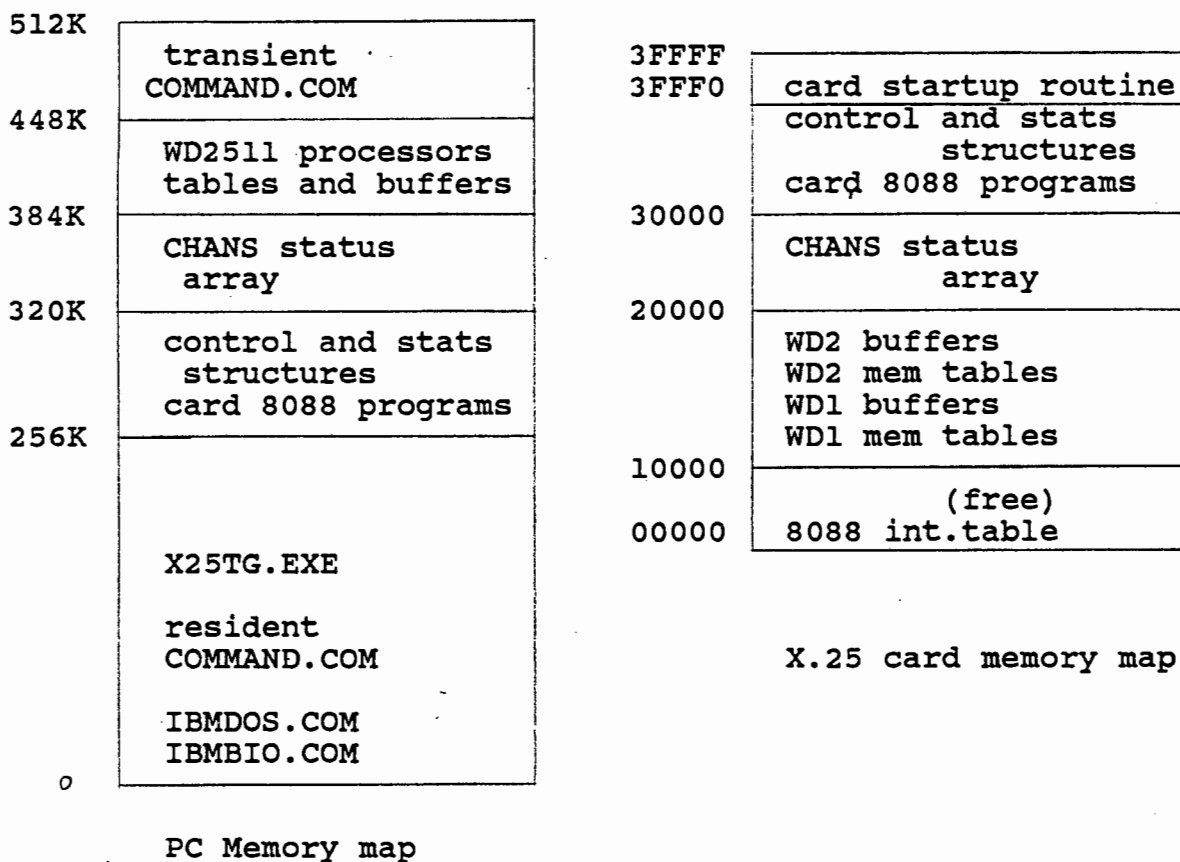 512K
transient
COMMAND.COM
448K
WD2511 processors
tables and buffers
384K
CHANS status
array
320K
control and stats
structures
card 8088 programs
256K
X25TG.EXE
resident
COMMAND.COM
IBMDOS.COM
IBMBIO.COM
0
PC Memory map
3FFFF
3FFF0
card startup routine
control and stats
structures
card 8088 programs
30000
CHANS status
array
20000
WD2 buffers
WD2 mem tables
WD1 buffers
WD1 mem tables
10000
(free)
00000
8088 int.table
X.25 card memory map